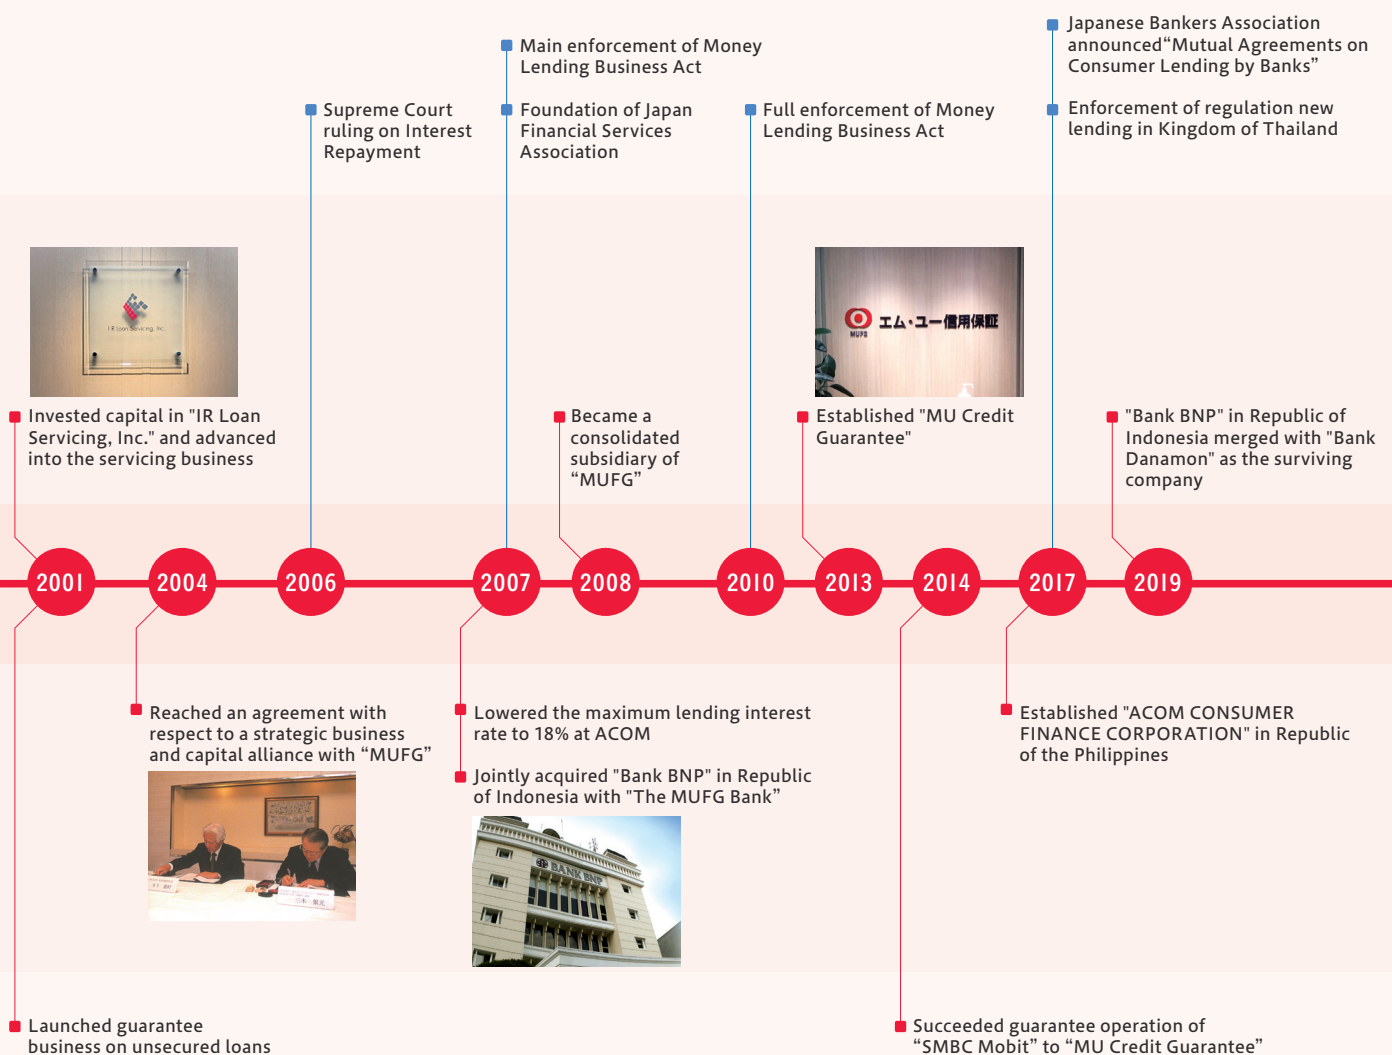 Japanese Bankers Association
announced“Mutual Agreements on
Consumer Lending by Banks”
Main enforcement of Money
Lending Business Act
Supreme Court
ruling on Interest
Repayment
Foundation of Japan
Financial Services
Association
Full enforcement of Money
Lending Business Act
Enforcement of regulation new
lending in Kingdom of Thailand
I R Loan Servicing, Inc.
MUFG
エム・ユー信用保証
Invested capital in "IR Loan
Servicing, Inc." and advanced
into the servicing business
Became a
consolidated
subsidiary of
“MUFG”
Established "MU Credit
Guarantee"
"Bank BNP" in Republic of
Indonesia merged with "Bank
Danamon" as the surviving
company
2001
2004
2006
2007
2008
2010
2013
2014
2017
2019
Reached an agreement with
respect to a strategic business
and capital alliance with “MUFG”
Lowered the maximum lending interest
rate to 18% at ACOM
Jointly acquired "Bank BNP" in Republic
of Indonesia with "The MUFG Bank”
BANK BNP
Established "ACOM CONSUMER
FINANCE CORPORATION" in Republic
of the Philippines
Launched guarantee
business on unsecured loans
Succeeded guarantee operation of
“SMBC Mobit” to “MU Credit Guarantee”